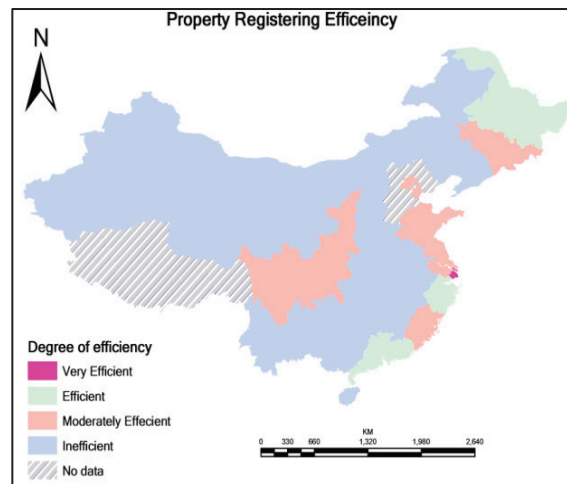 Property Registering Efficeincy
N
Degree of efficiency
Very Efficient
Efficient
Moderately Effecient
Inefficient
No data
KM
0 330 660 1,320 1,980 2,640